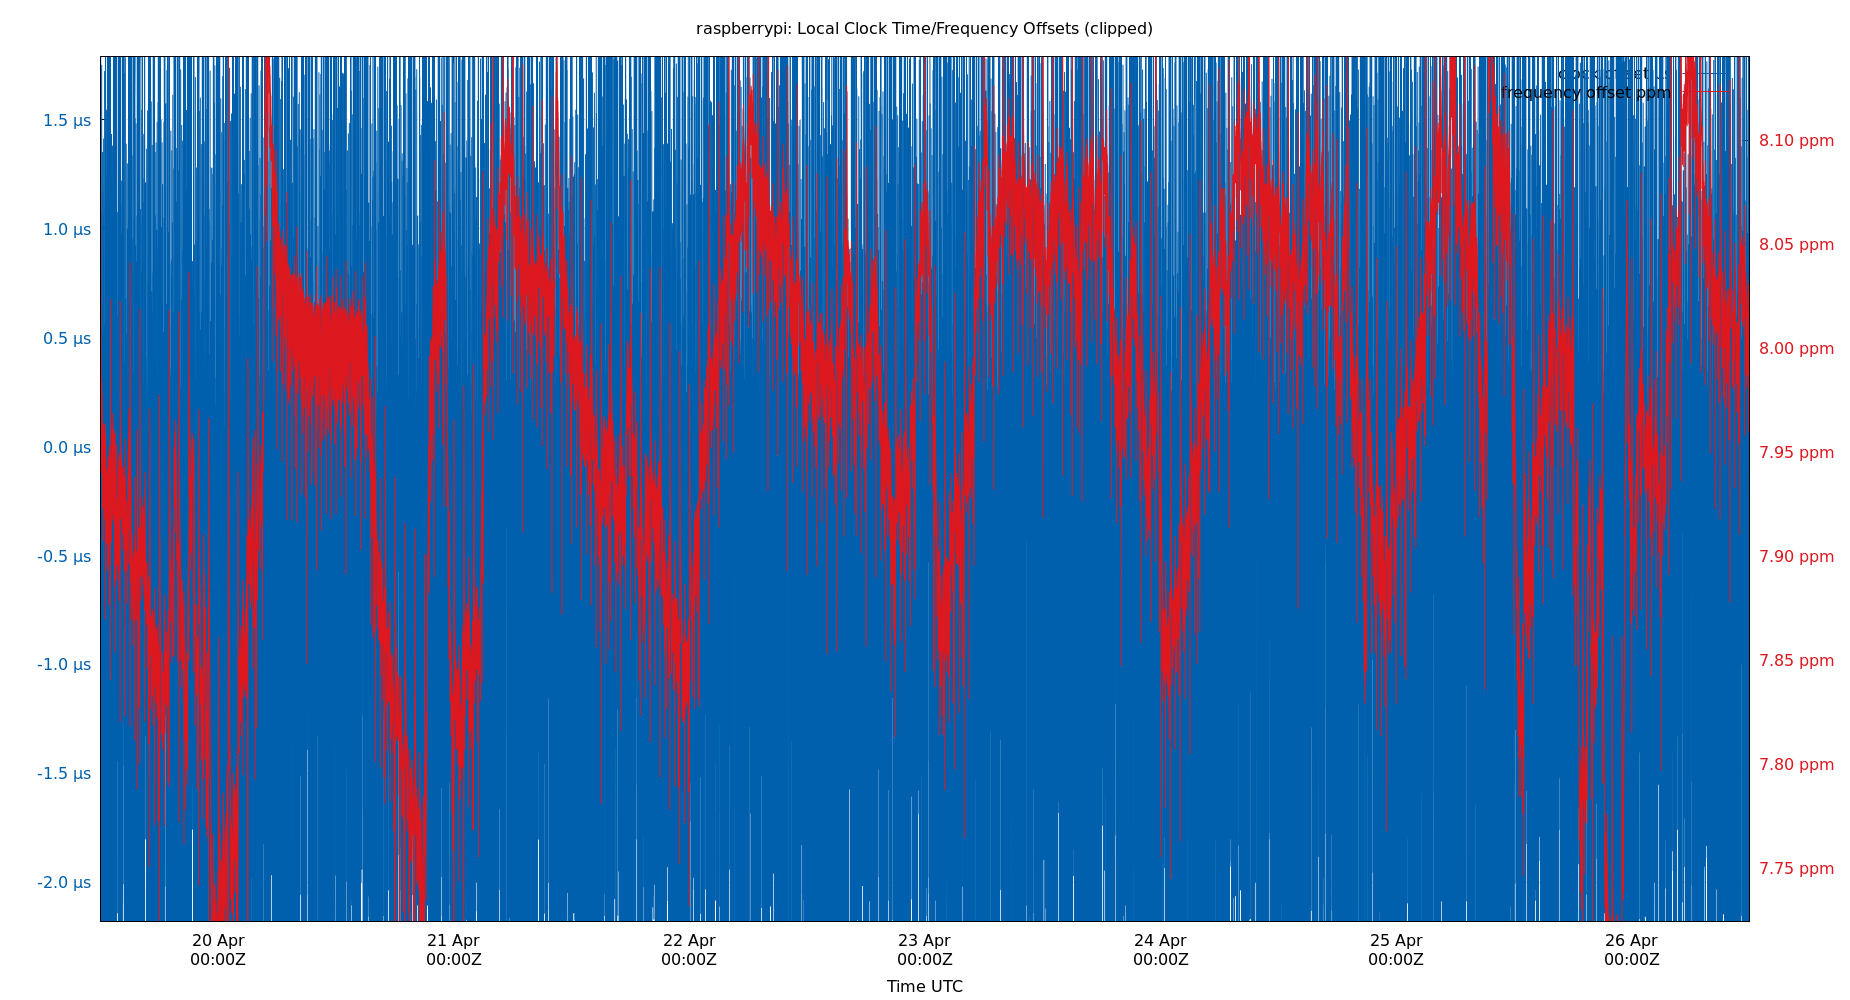 raspberrypi: Local Clock Time/Frequency Offsets (clipped)
frequency offset ppm
1.5 µs
1.0 µs
0.5 µs
0.0 µs
-0.5 µs
-1.0 µs
-1.5 µs
-2.0 µs
8.10 ppm
8.05 ppm
8.00 ppm
7.95 ppm
7.90 ppm
7.85 ppm
7.80 ppm
7.75 ppm
20 Apr
00:00Z
21 Apr
00:00Z
22 Apr
00:00Z
23 Apr
00:00Z
24 Apr
00:00Z
25 Apr
00:00Z
26 Apr
00:00Z
Time UTC